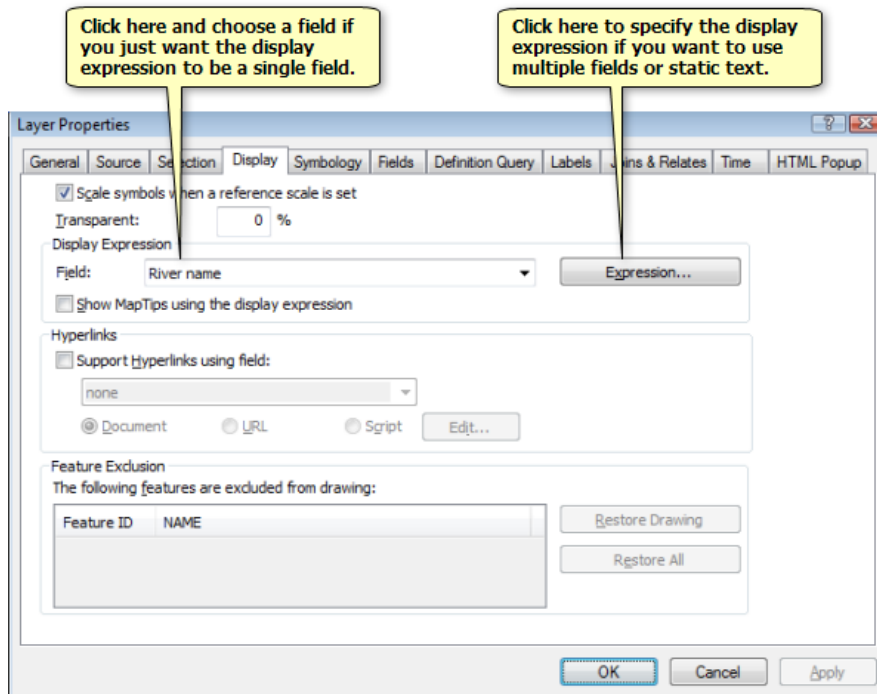 Click here and choose a field if
you just want the display
expression to be a single field.
Click here to specify the display
expression if you want to use
multiple fields or static text.
Layer Properties
General Source Selection Display Symbology Fields Definition Query Labels Joins & Relates Time HTML Popup
Scale symbols when a reference scale is set
Transparent: 0 %
Display Expression
Field: River name Expression...
Show MapTips using the display expression
Hyperlinks
Support Hyperlinks using field:
none
Document URL Script Edit...
Feature Exclusion
The following features are excluded from drawing:
Feature ID NAME Restore Drawing
Restore All
OK Cancel Apply